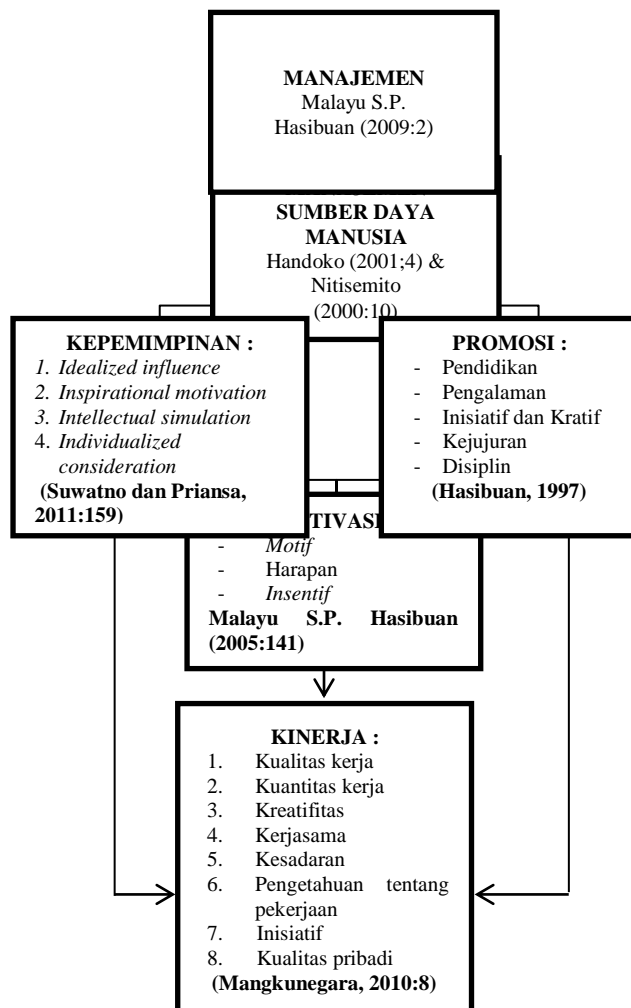 MANAJEMEN
Malayu S.P.
Hasibuan (2009:2)
SUMBER DAYA
MANUSIA
Handoko (2001;4) &
Nitisemito
(2000:10)
KEPEMIMPINAN :
1. Idealized influence
2. Inspirational motivation
3. Intellectual simulation
4. Individualized
consideration
(Suwatno dan Priansa,
2011:159)
PROMOSI :
- Pendidikan
- Pengalaman
- Inisiatif dan Kratif
- Kejujuran
- Disiplin
(Hasibuan, 1997)
TIVASI
- Motif
- Harapan
- Insentif
Malayu S.P. Hasibuan
(2005:141)
KINERJA :
1. Kualitas kerja
2. Kuantitas kerja
3. Kreatifitas
4. Kerjasama
5. Kesadaran
6. Pengetahuan tentang
pekerjaan
7. Inisiatif
8. Kualitas pribadi
(Mangkunegara, 2010:8)